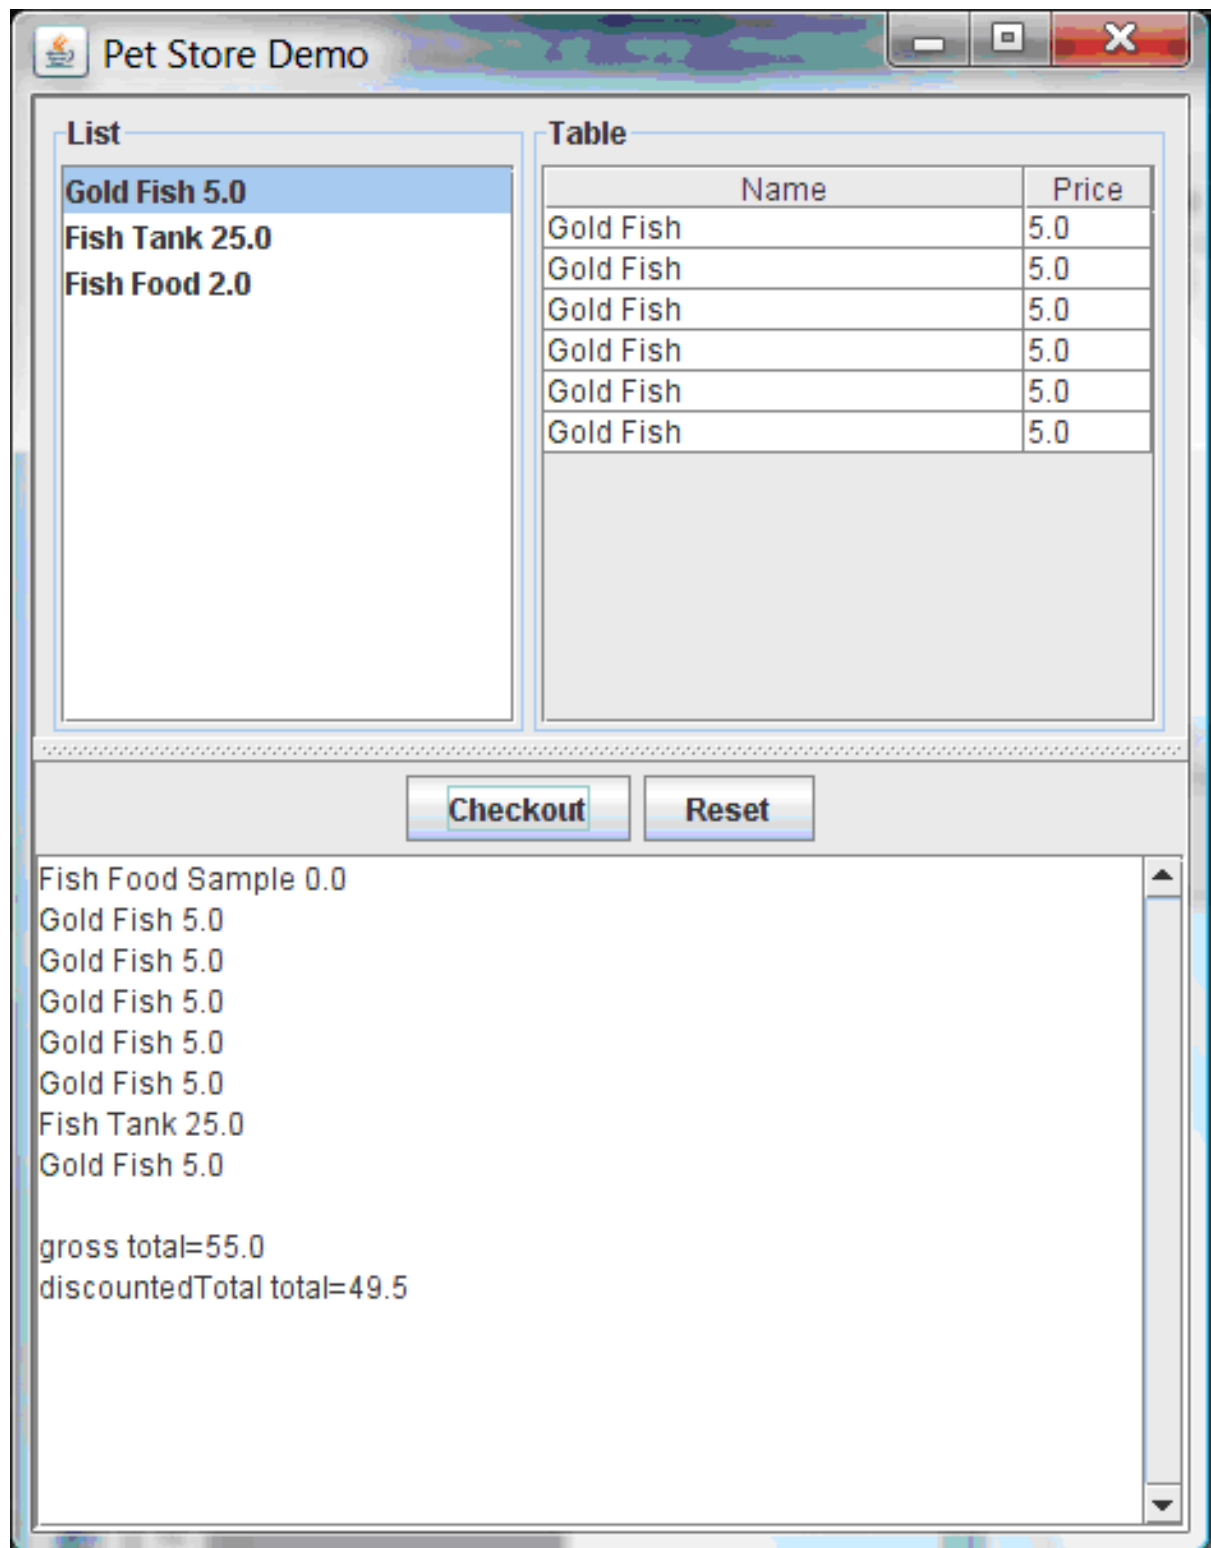 Pet Store Demo
List
Gold Fish 5.0
Fish Tank 25.0
Fish Food 2.0
Table
Name Price
Gold Fish 5.0
Gold Fish 5.0
Gold Fish 5.0
Gold Fish 5.0
Gold Fish 5.0
Gold Fish 5.0
Checkout Reset
Fish Food Sample 0.0
Gold Fish 5.0
Gold Fish 5.0
Gold Fish 5.0
Gold Fish 5.0
Gold Fish 5.0
Fish Tank 25.0
Gold Fish 5.0
gross total=55.0
discountedTotal total=49.5